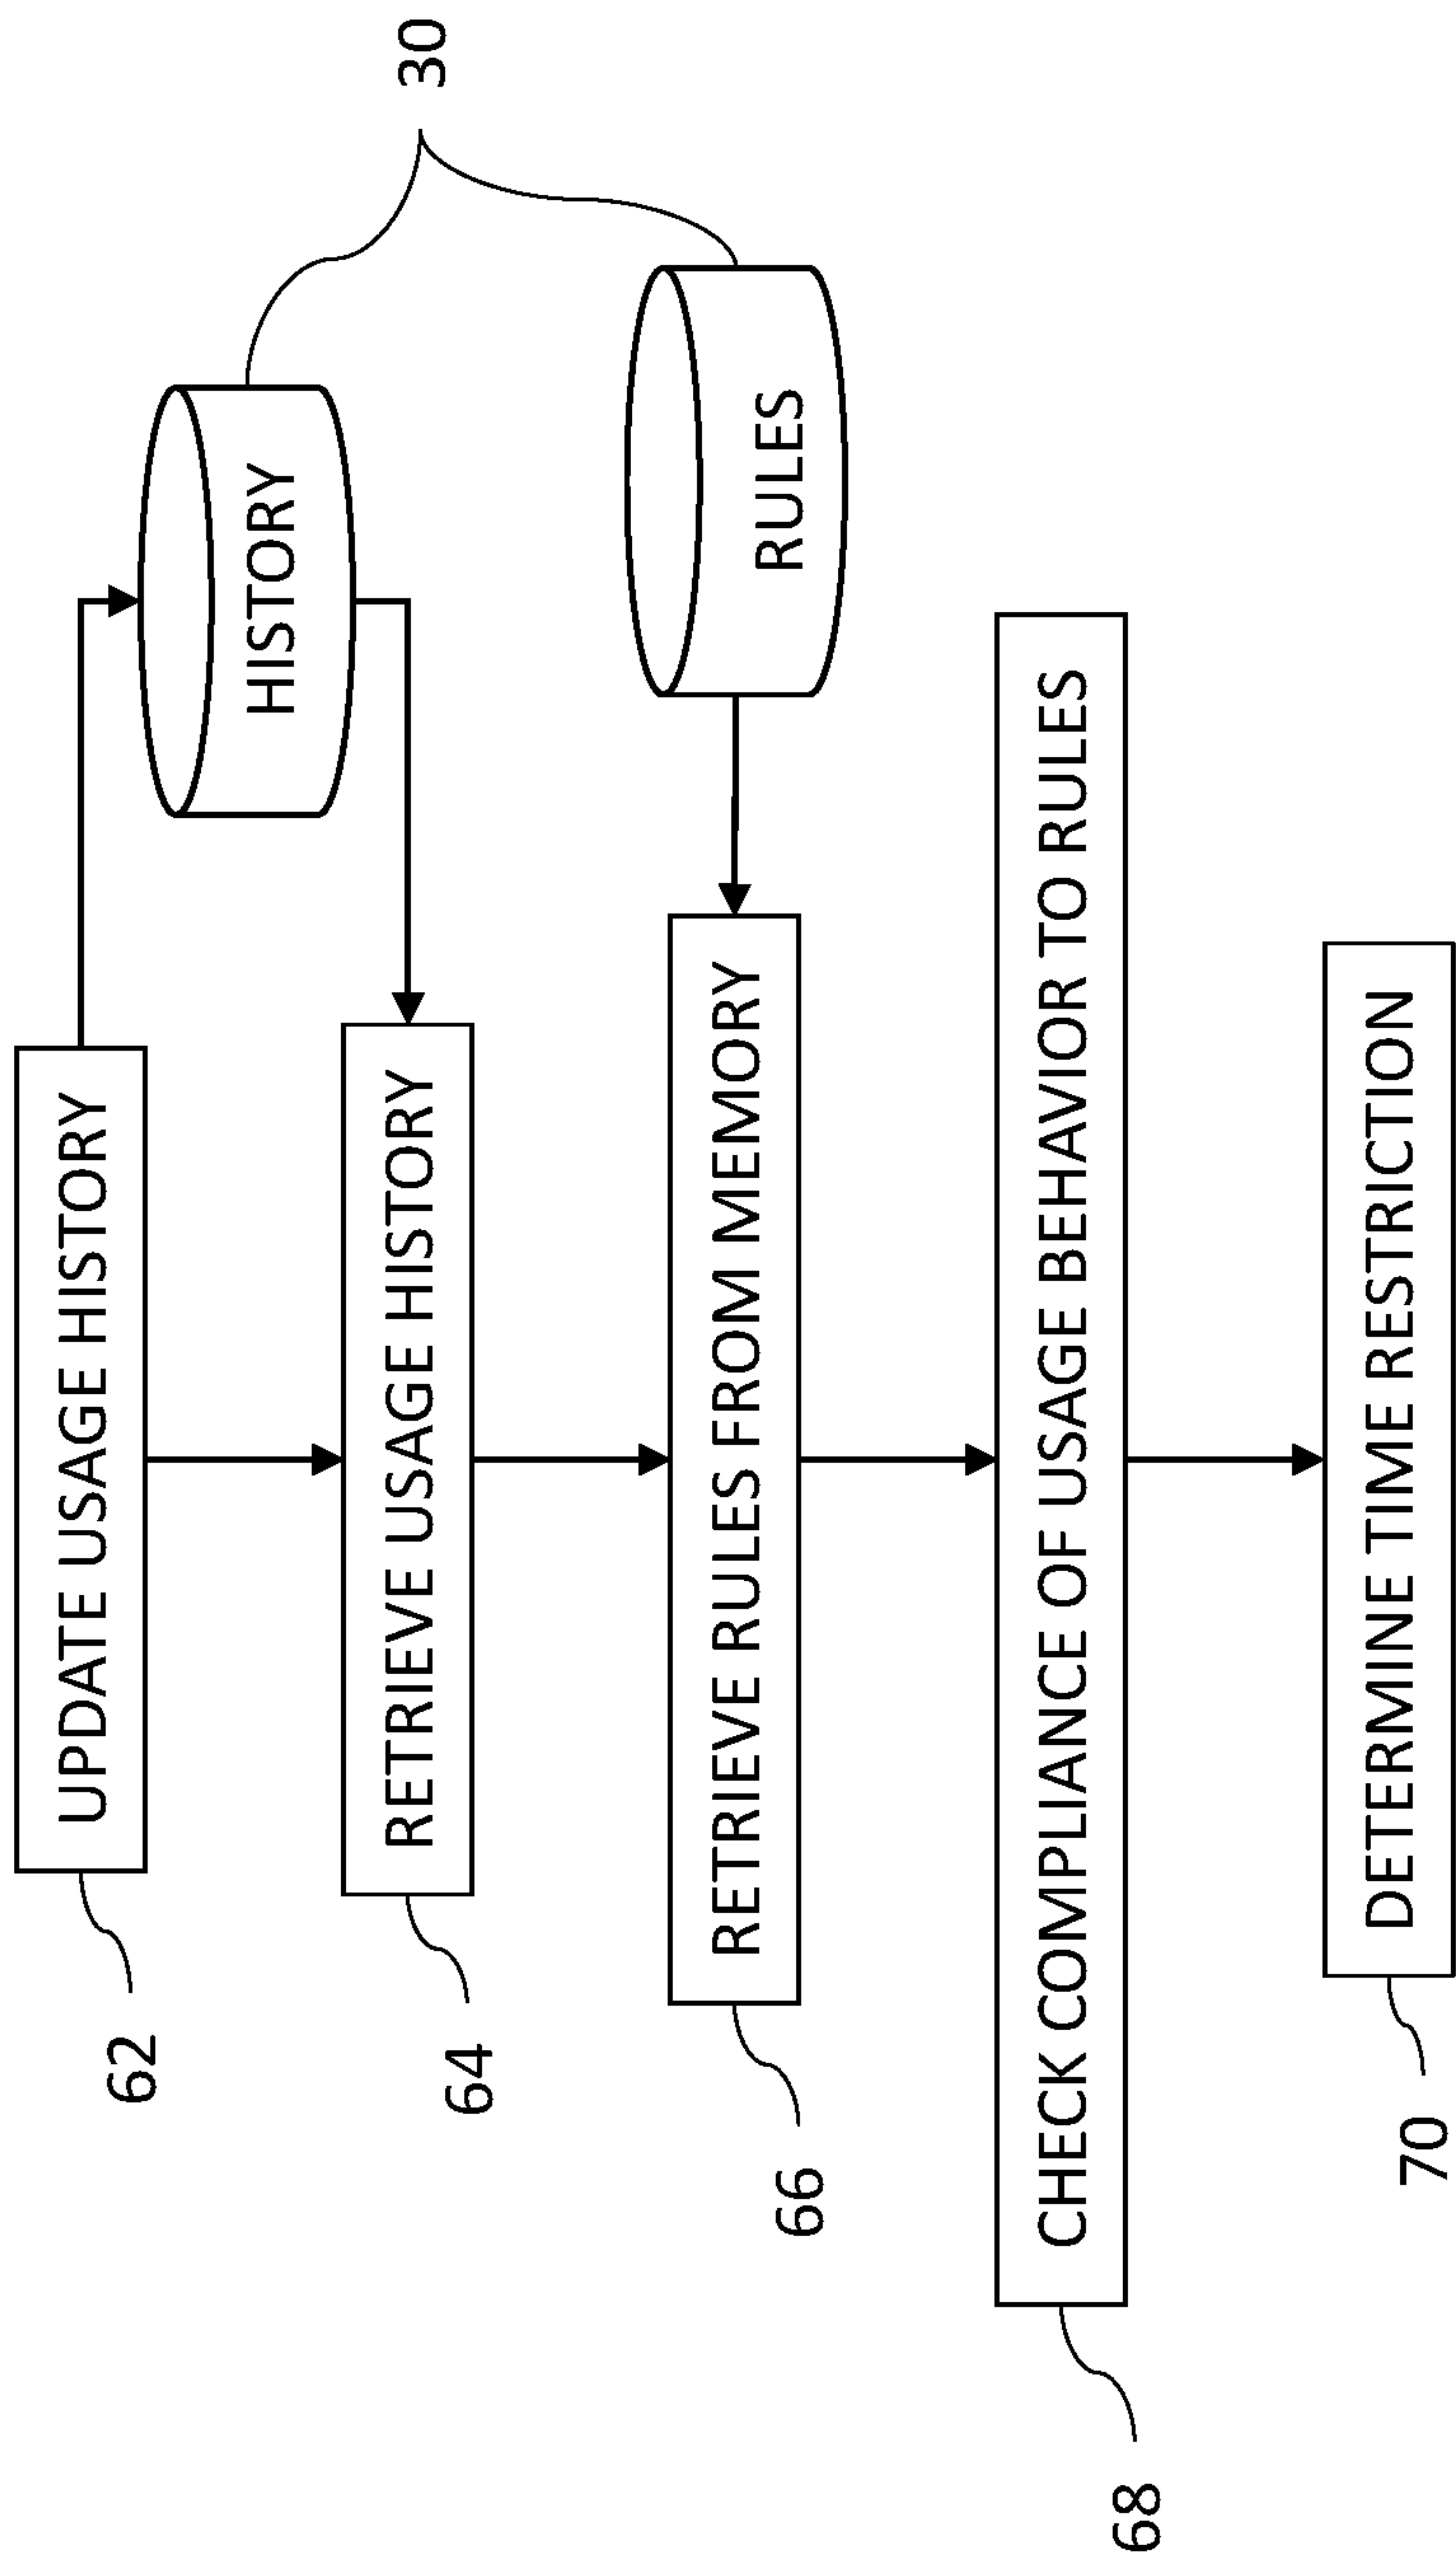 62
UPDATE USAGE HISTORY
HISTORY
30
64
RETRIEVE USAGE HISTORY
66
RETRIEVE RULES FROM MEMORY
RULES
68
CHECK COMPLIANCE OF USAGE BEHAVIOR TO RULES
70
DETERMINE TIME RESTRICTION